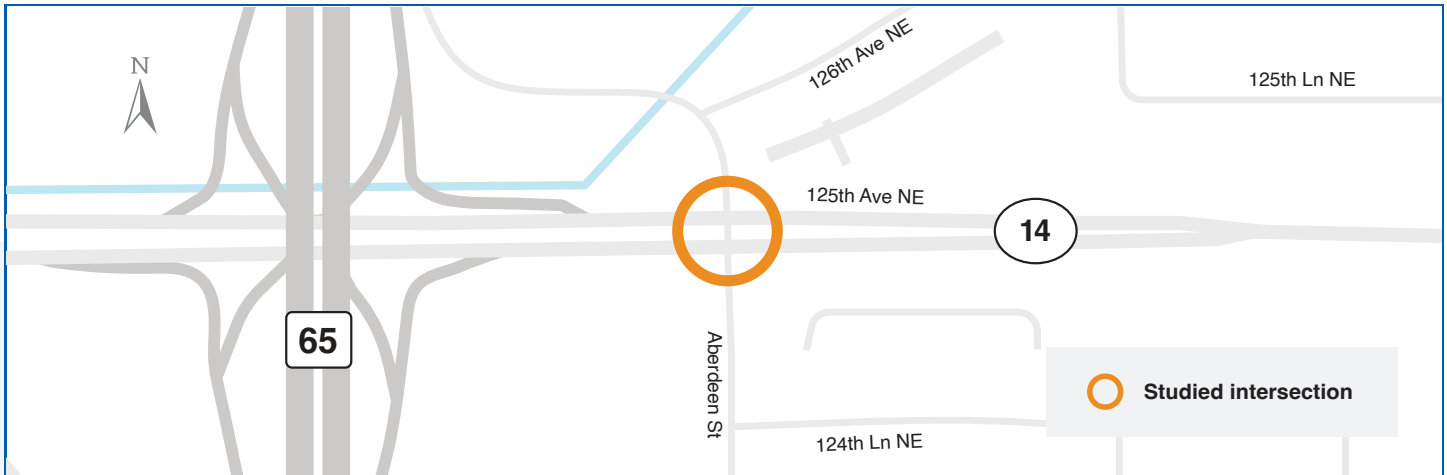 N
126th Ave NE
125th Ln NE
125th Ave NE
14
65
Aberdeen St
Studied intersection
124th Ln NE